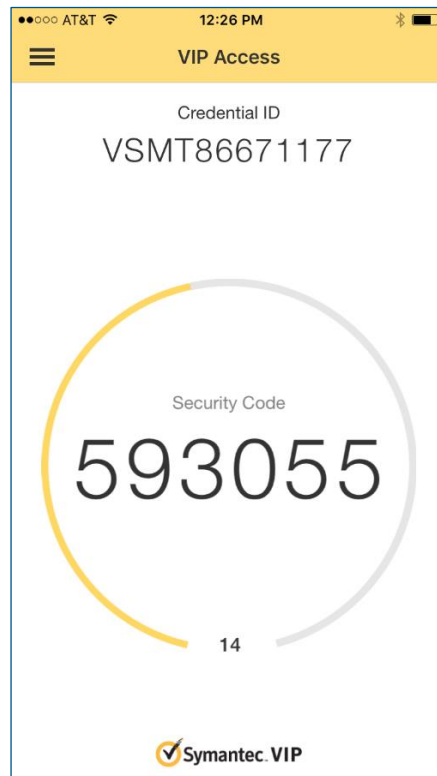 AT&T 12:26 PM
VIP Access
Credential ID
VSMT86671177
Security Code
593055
14
Symantec. VIP